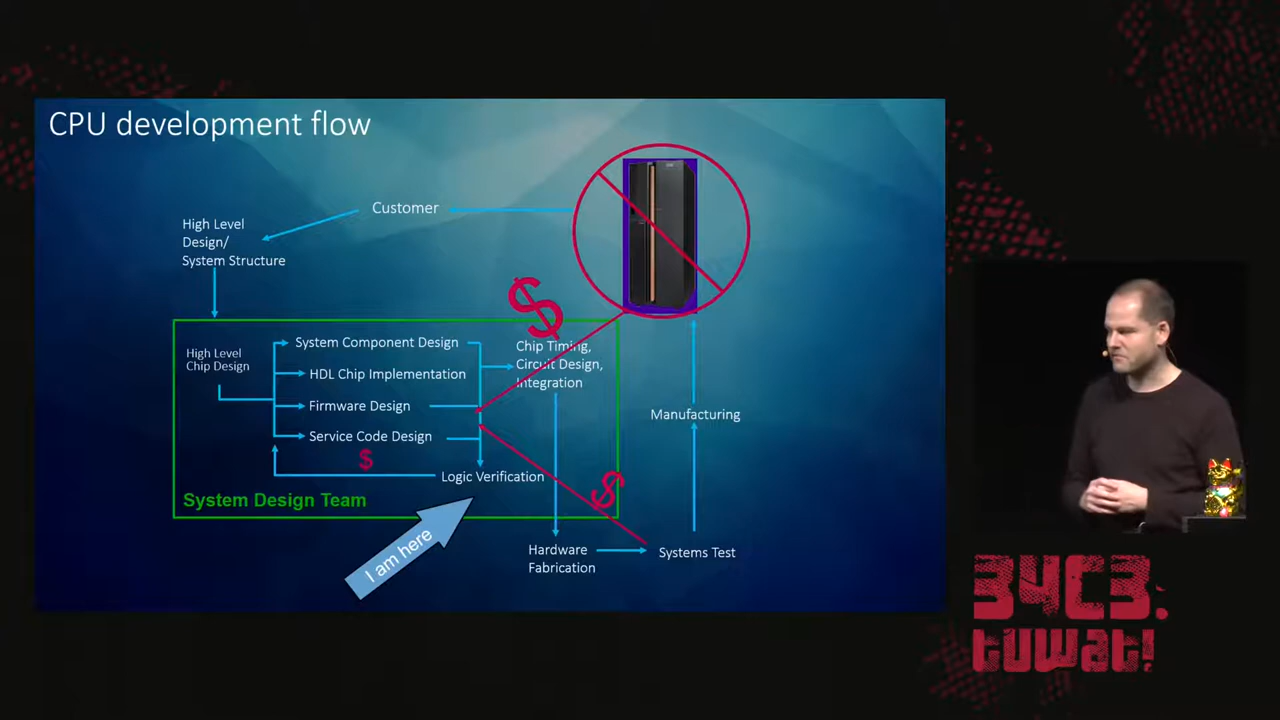 CPU development flow
Customer
High Level
Design/
System Structure
$
High Level
Chip Design
System Component Design
HDL Chip Implementation
Firmware Design
Service Code Design
$
Logic Verification
Chip Timing,
Circuit Design,
Integration
Manufacturing
$
System Design Team
I am here
Hardware
Fabrication
Systems Test
34C3:
tuwat!